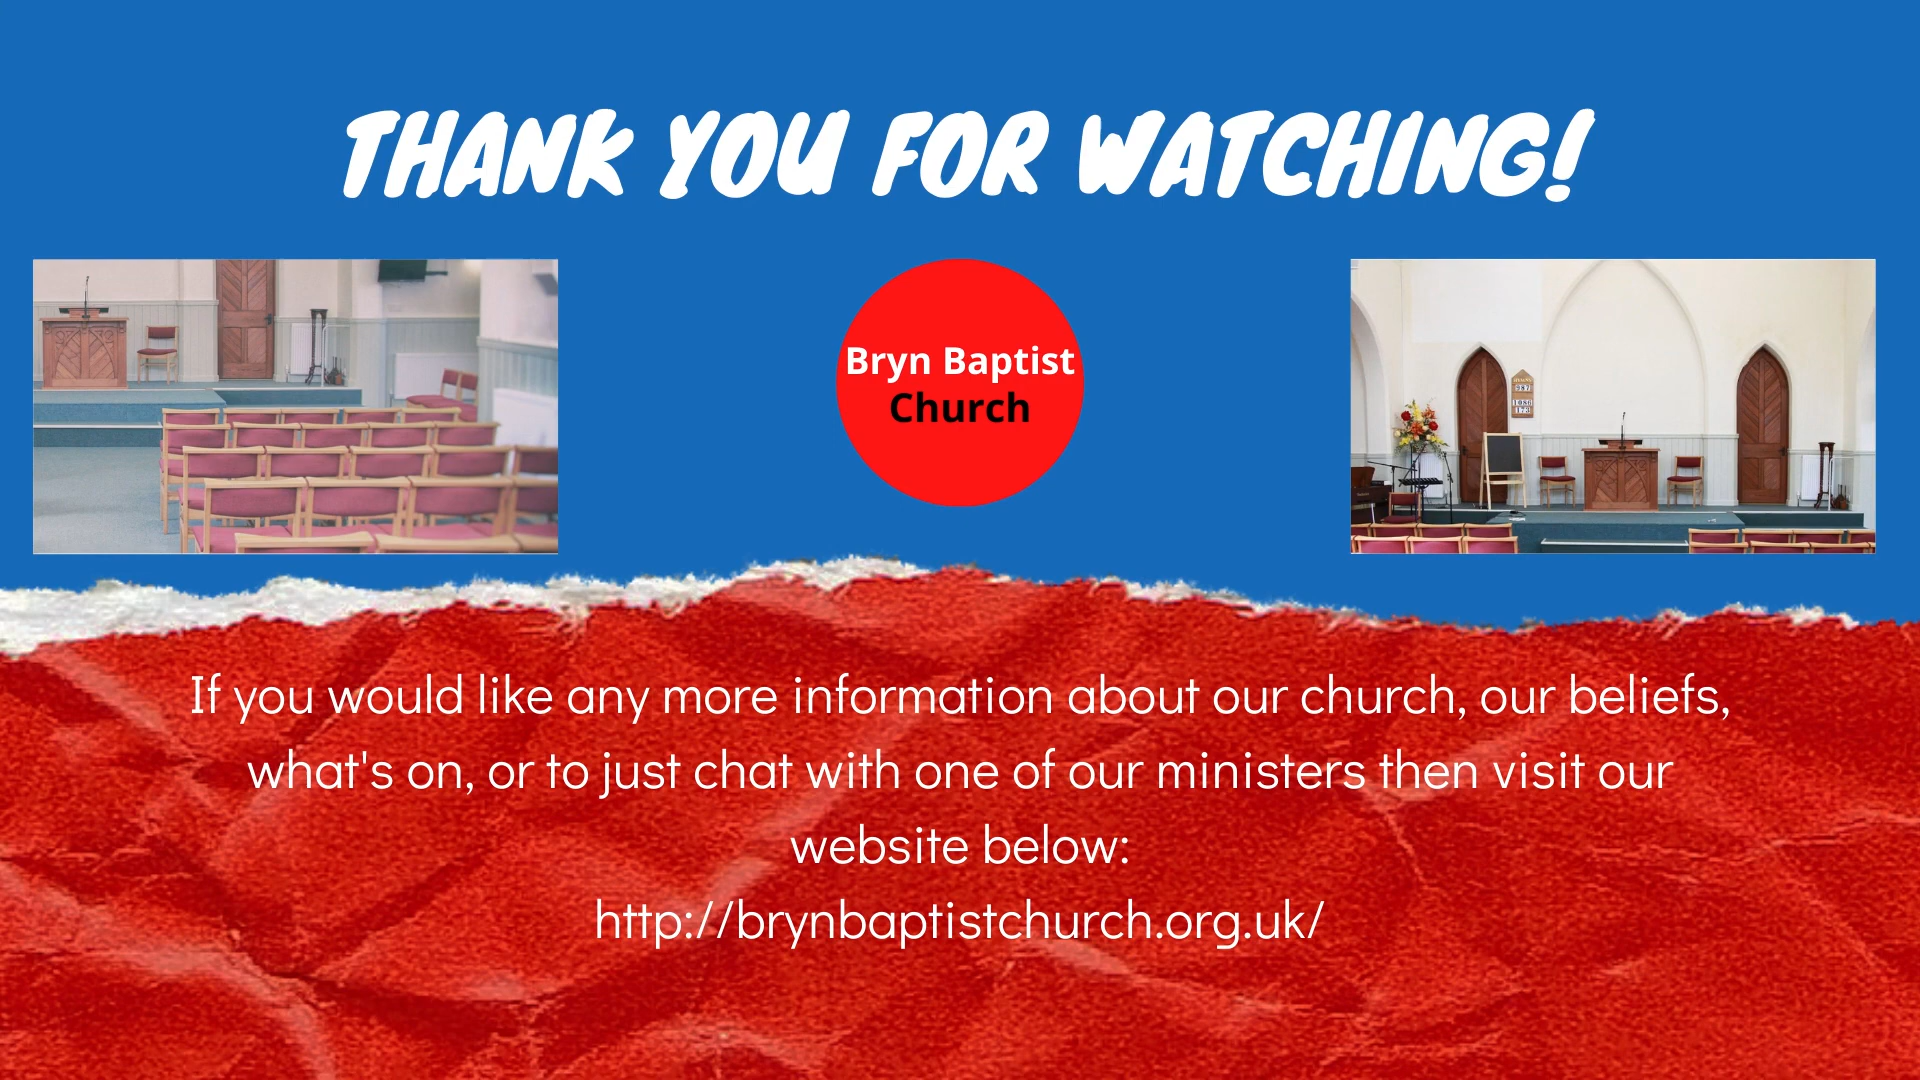 THANK YOU FOR WATCHING!
Bryn Baptist
Church
If you would like any more information about our church, our beliefs,
what's on, or to just chat with one of our ministers then visit our
website below:
http://brynbaptistchurch.org.uk/